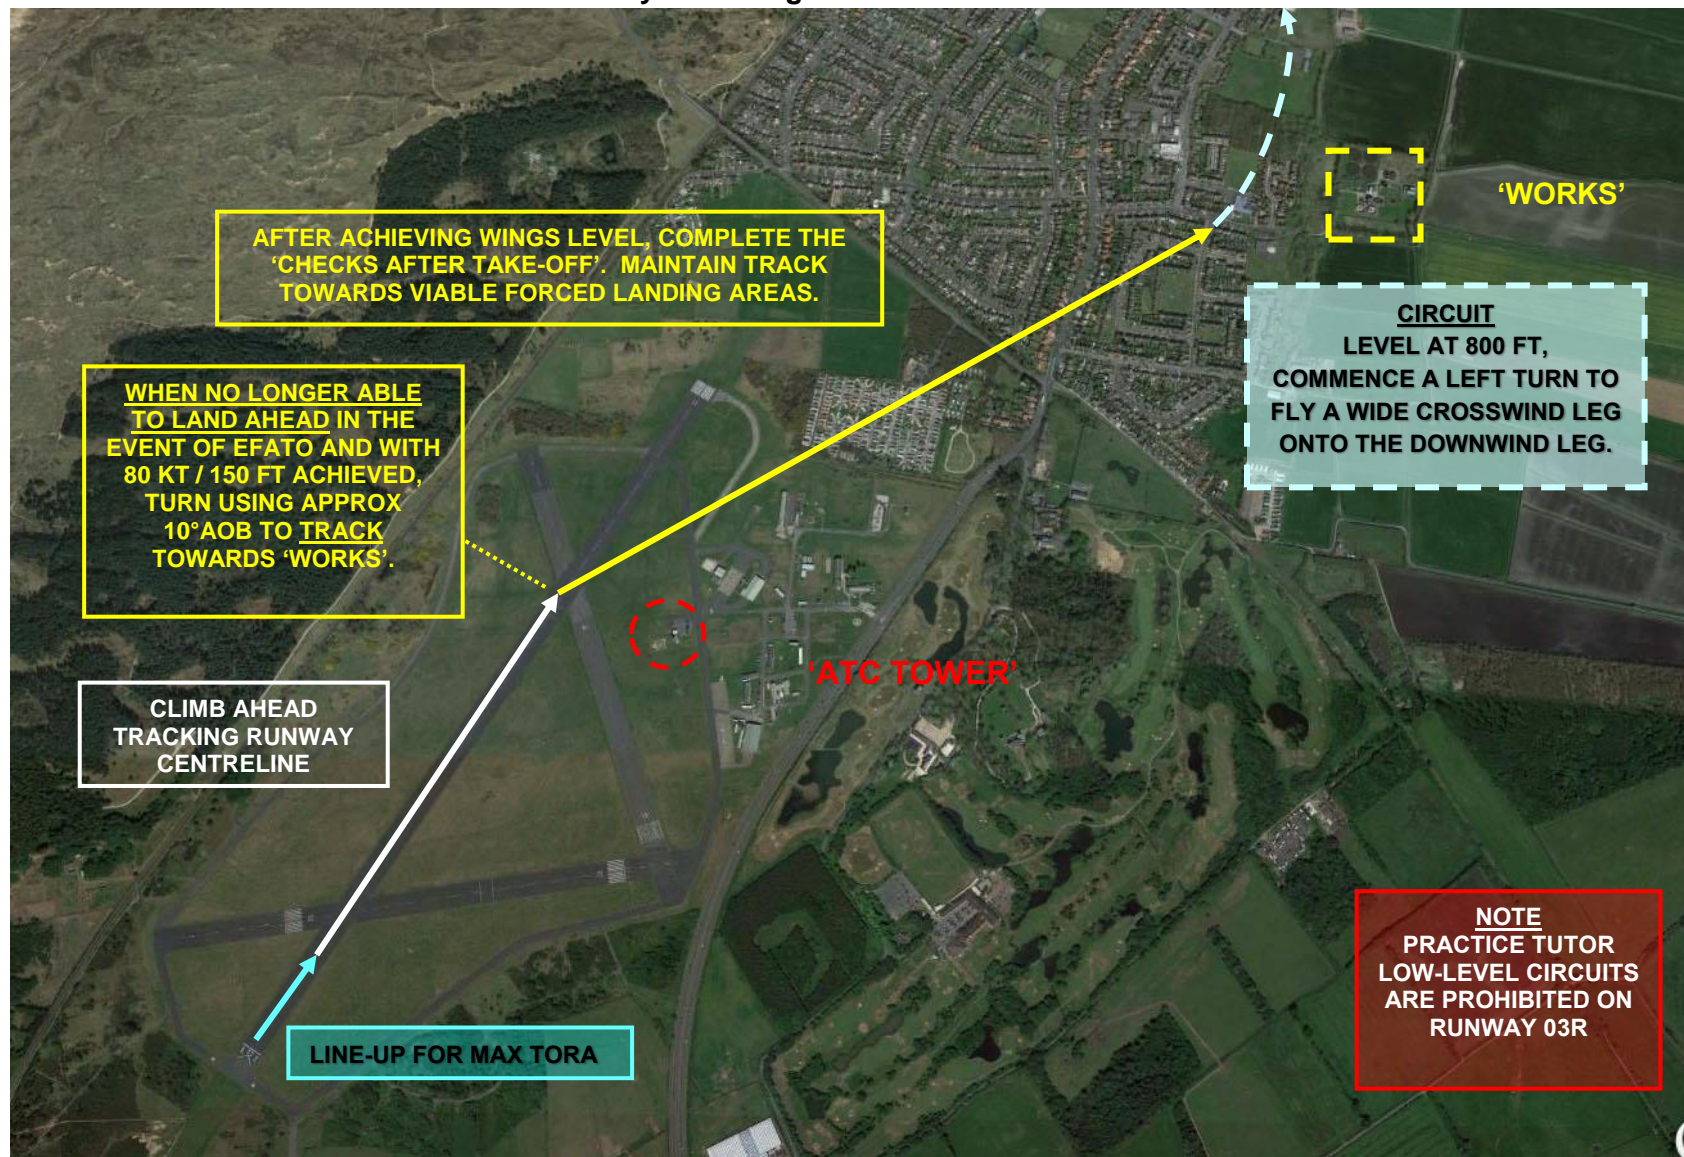 AFTER ACHIEVING WINGS LEVEL, COMPLETE THE
‘CHECKS AFTER TAKE-OFF’. MAINTAIN TRACK
TOWARDS VIABLE FORCED LANDING AREAS.
‘WORKS’
CIRCUIT
LEVEL AT 800 FT,
COMMENCE A LEFT TURN TO
FLY A WIDE CROSSWIND LEG
ONTO THE DOWNWIND LEG.
WHEN NO LONGER ABLE
TO LAND AHEAD IN THE
EVENT OF EFATO AND WITH
80 KT / 150 FT ACHIEVED,
TURN USING APPROX
10°AOB TO TRACK
TOWARDS ‘WORKS’.
‘ATC TOWER’
CLIMB AHEAD
TRACKING RUNWAY
CENTRELINE
NOTE
PRACTICE TUTOR
LOW-LEVEL CIRCUITS
ARE PROHIBITED ON
RUNWAY 03R
LINE-UP FOR MAX TORA